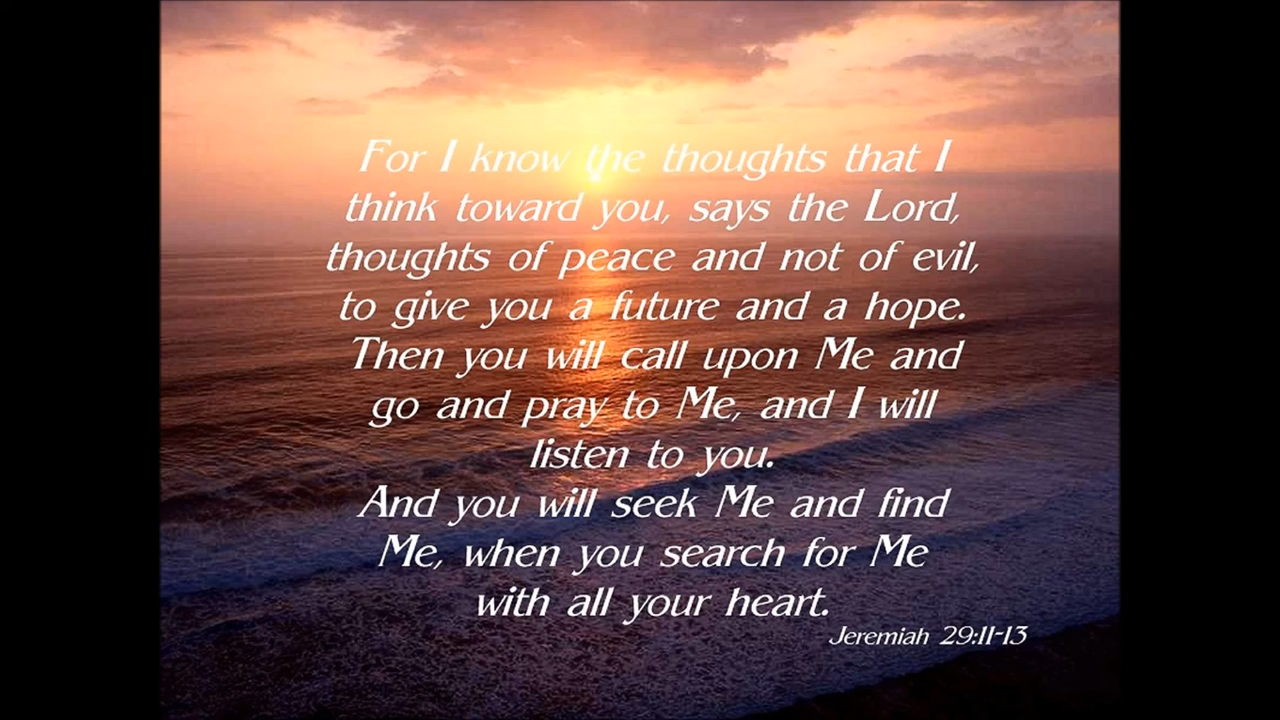 For I know the thoughts that I
think toward you, says the Lord,
thoughts of peace and not of evil,
to give you a future and a hope.
Then you will call upon Me and
go and pray to Me, and I will
listen to you.
And you will seek Me and find
Me, when you search for Me
with all your heart.
Jeremiah 29:11-13